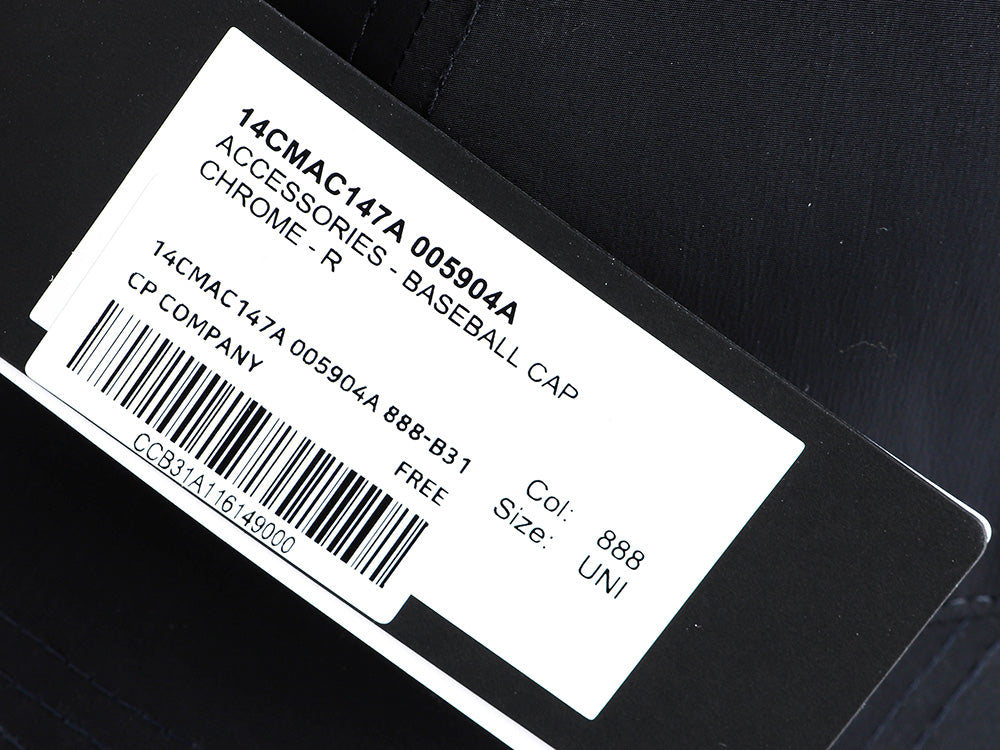 14CMAC147A 005904A
ACCESSORIES - BASEBALL CAP
CHROME - R
14CMAC147A 005904A 888-B31
CP COMPANY
FREE
CCB31A116149000
Col: 888
Size: UNI